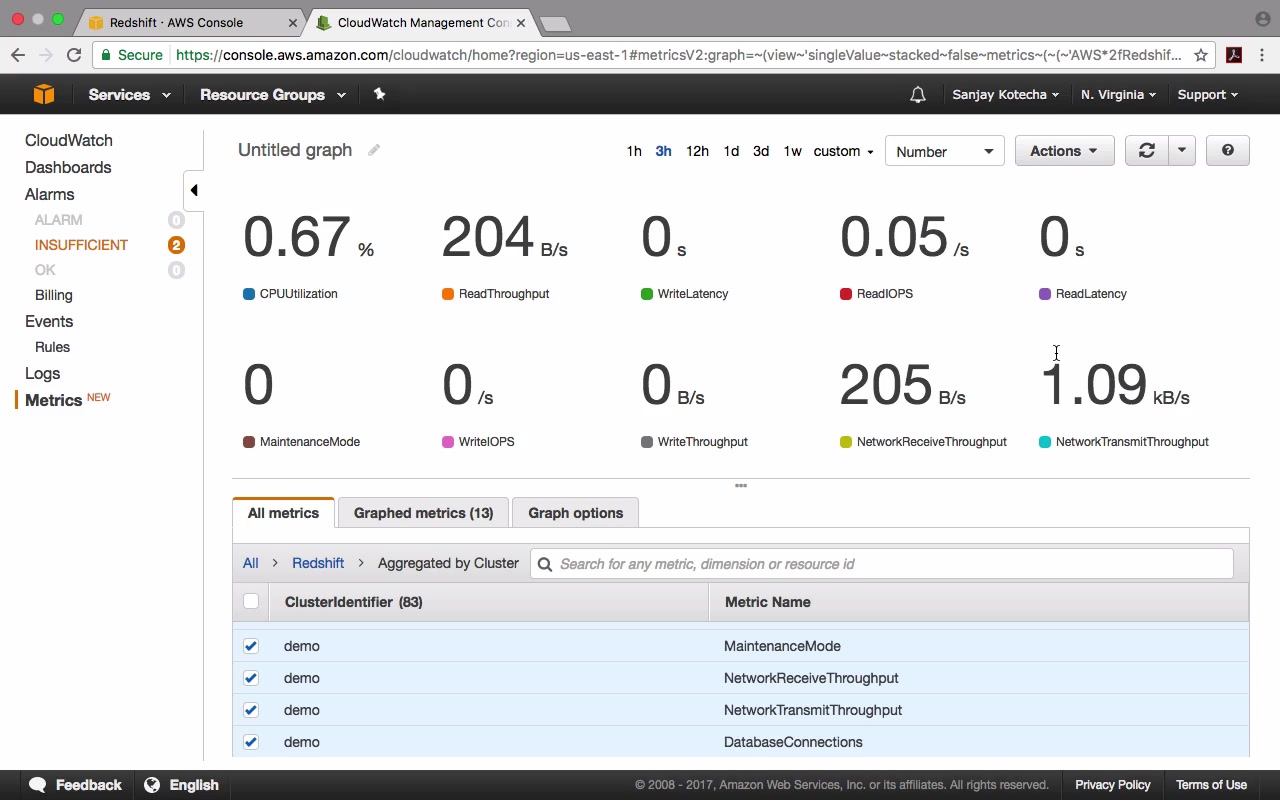 Redshift · AWS Console
CloudWatch Management Con
Secure https://console.aws.amazon.com/cloudwatch/home?region=us-east-1#metricsV2:graph=~(view~'singleValue~stacked~false~metrics~(~(~'AWS*2fRedshif...
Services Resource Groups Sanjay Kotecha N. Virginia Support
CloudWatch
Dashboards
Alarms
ALARM 0
INSUFFICIENT 2
OK 0
Billing
Events
Rules
Logs
Metrics NEW
Untitled graph 1h 3h 12h 1d 3d 1w custom Number Actions
0.67 % 204 B/s 0 s 0.05 /s 0 s
CPUUtilization ReadThroughput WriteLatency ReadIOPS ReadLatency
0 0 /s 0 B/s 205 B/s 1.09 kB/s
MaintenanceMode WriteIOPS WriteThroughput NetworkReceiveThroughput NetworkTransmitThroughput
All metrics Graphed metrics (13) Graph options
All > Redshift > Aggregated by Cluster Search for any metric, dimension or resource id
ClusterIdentifier (83) Metric Name
demo MaintenanceMode
demo NetworkReceiveThroughput
demo NetworkTransmitThroughput
demo DatabaseConnections
Feedback English © 2008 - 2017, Amazon Web Services, Inc. or its affiliates. All rights reserved. Privacy Policy Terms of Use